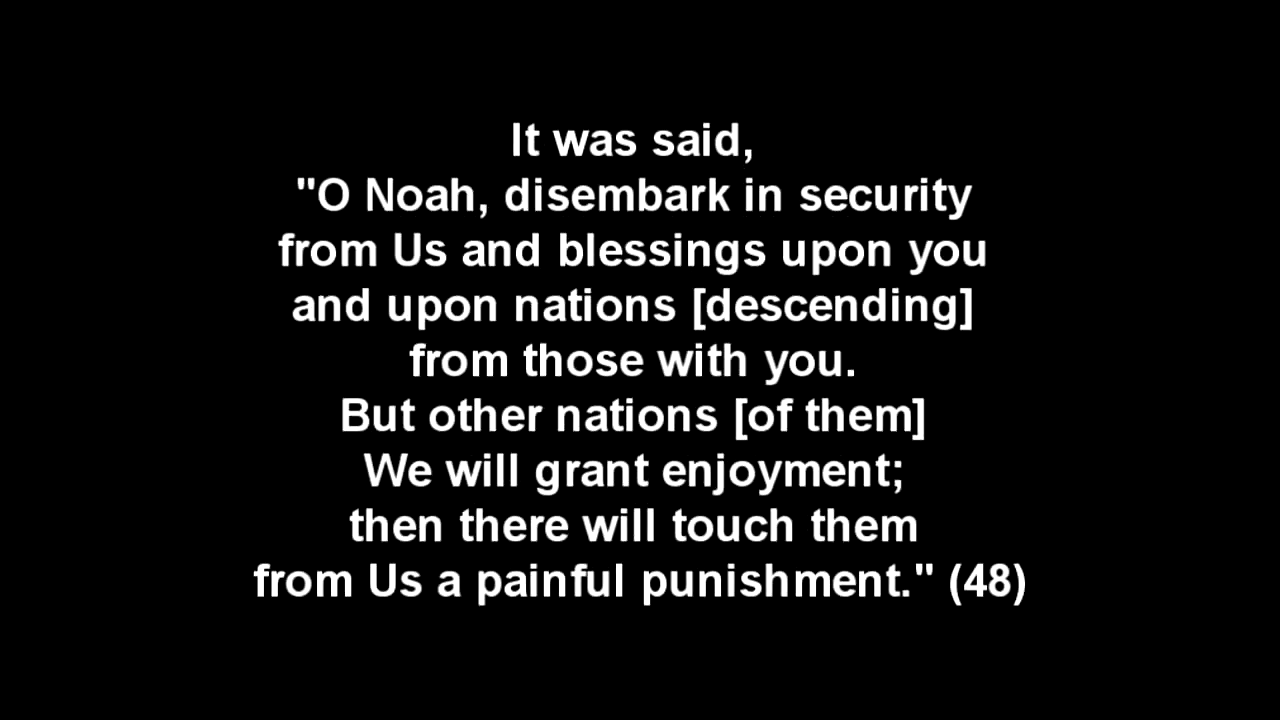 It was said,
"O Noah, disembark in security
from Us and blessings upon you
and upon nations [descending]
from those with you.
But other nations [of them]
We will grant enjoyment;
then there will touch them
from Us a painful punishment." (48)